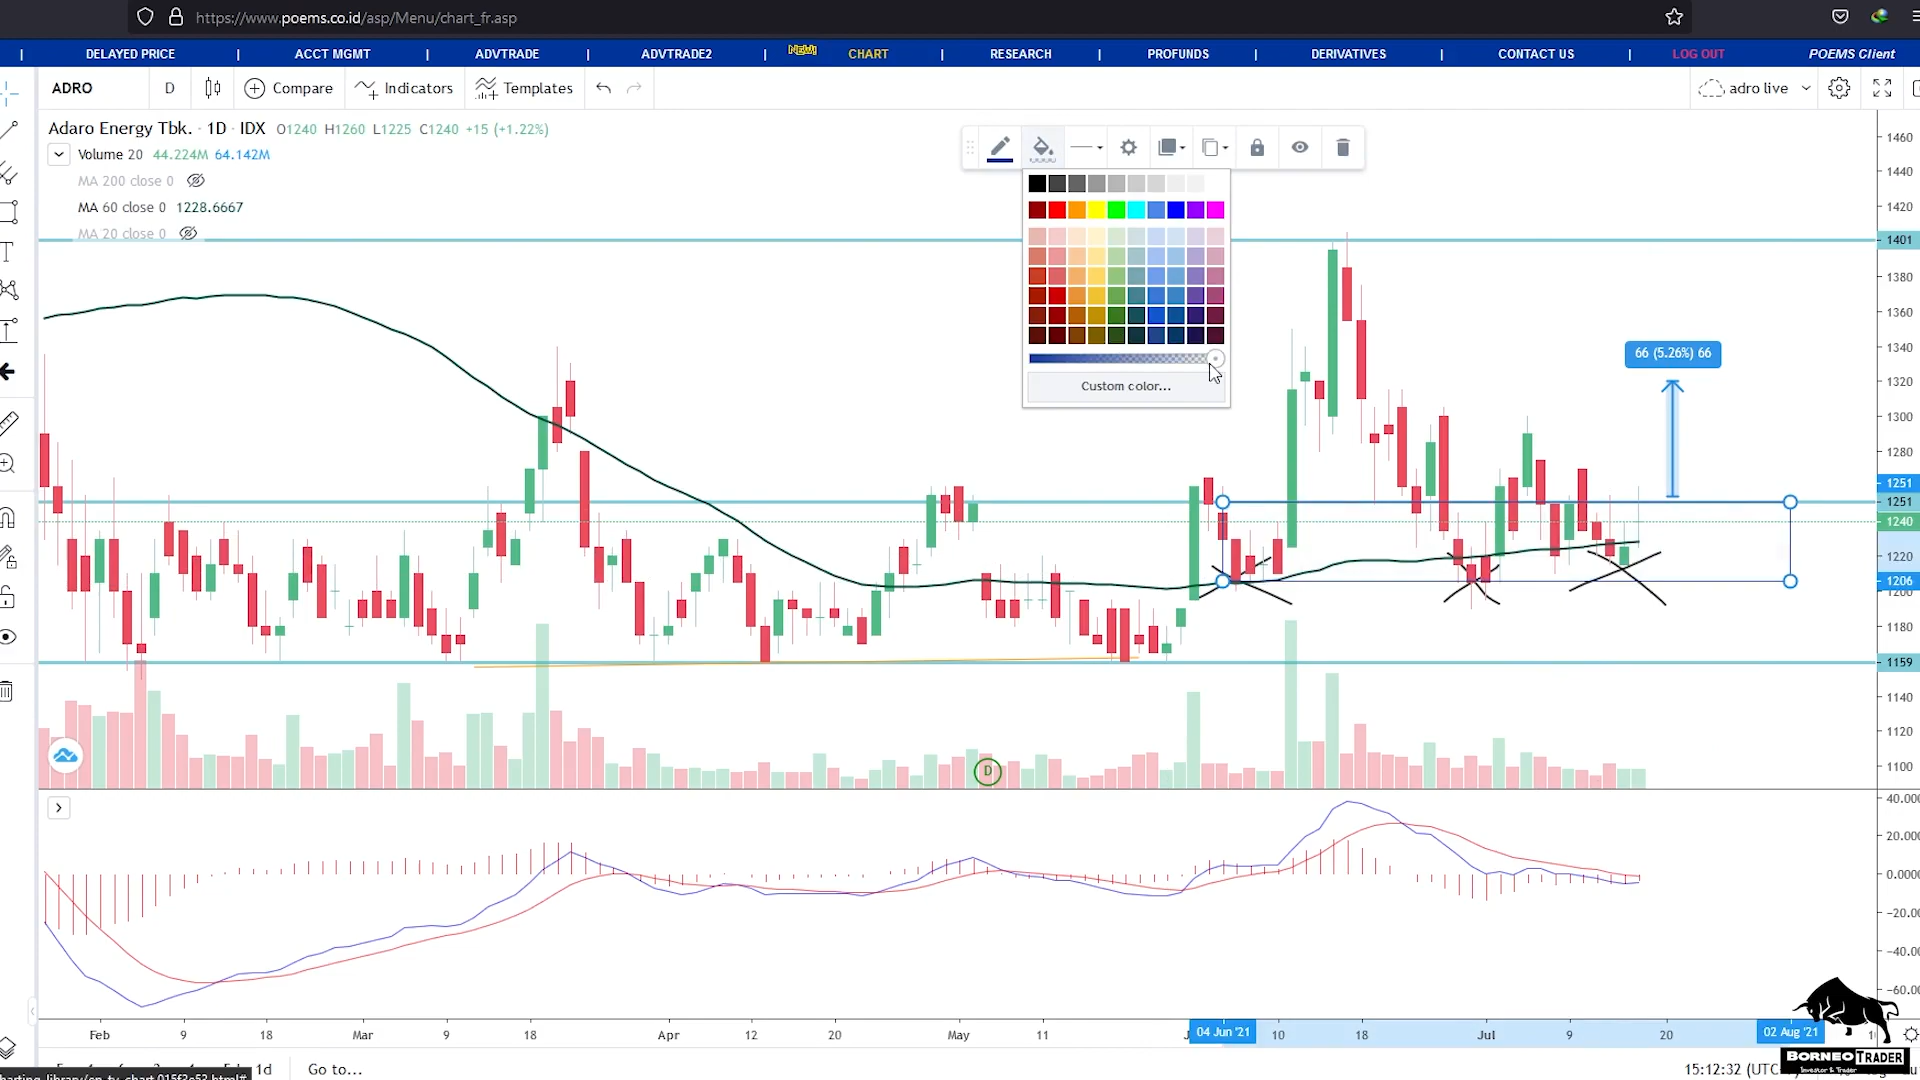 https://www.poems.co.id/asp/Menu/chart_fr.asp
| DELAYED PRICE | ACCT MGMT | ADVTRADE | ADVTRADE2 | NEW! CHART | RESEARCH | PROFUNDS | DERIVATIVES | CONTACT US | LOG OUT POEMS Client
ADRO D Compare Indicators Templates adro live
Adaro Energy Tbk. · 1D · IDX O1240 H1260 L1225 C1240 +15 (+1.22%)
Volume 20 44.224M 64.142M
MA 200 close 0
MA 60 close 0 1228.6667
MA 20 close 0
Custom color...
66 (5.26%) 66
1460
1440
1420
1401
1380
1360
1340
1320
1300
1280
1251
1251
1240
1220
1206
1200
1180
1159
1140
1120
1100
D
40.000
20.000
0.0000
-20.00
-40.00
-60.00
Feb 9 18 Mar 9 18 Apr 12 20 May 11 04 Jun '21 10 18 Jul 9 20 02 Aug '21
1d Go to... 15:12:32 (UTC
BORNEO TRADER
Investor & Trader